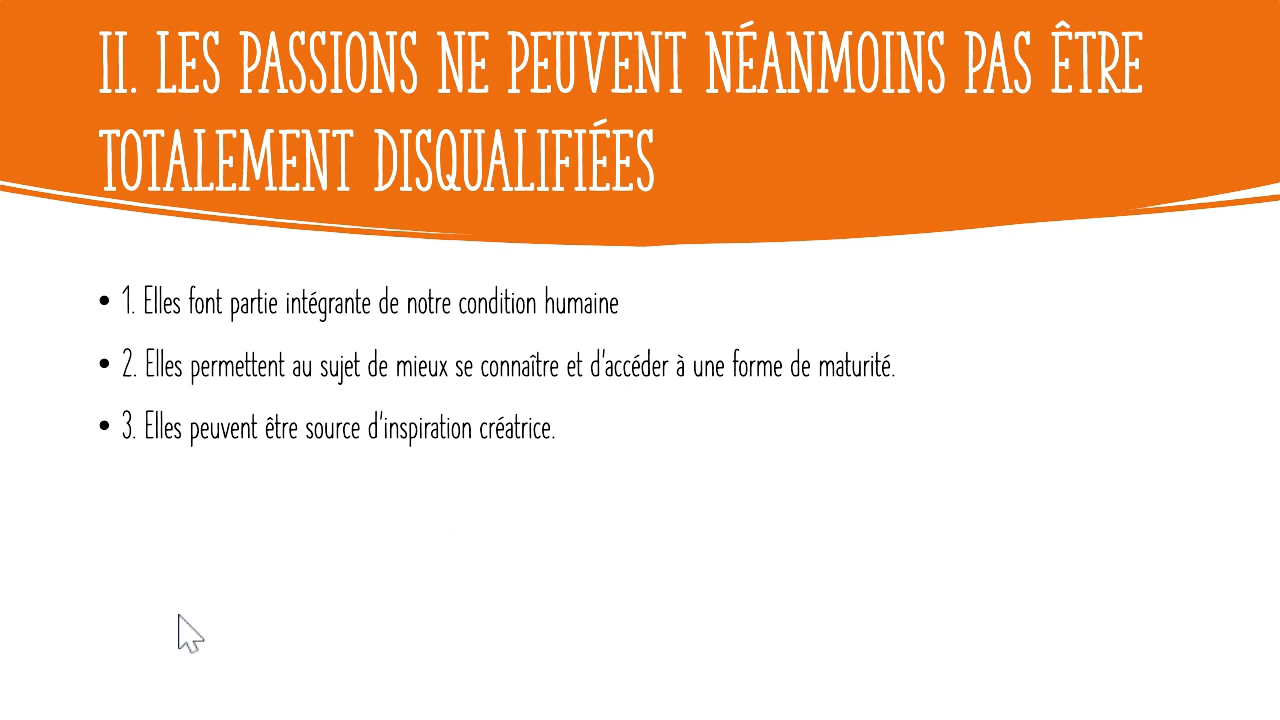 II. LES PASSIONS NE PEUVENT NÉANMOINS PAS ÊTRE
TOTALEMENT DISQUALIFIÉES
• 1. Elles font partie intégrante de notre condition humaine
• 2. Elles permettent au sujet de mieux se connaître et d'accéder à une forme de maturité.
• 3. Elles peuvent être source d'inspiration créatrice.